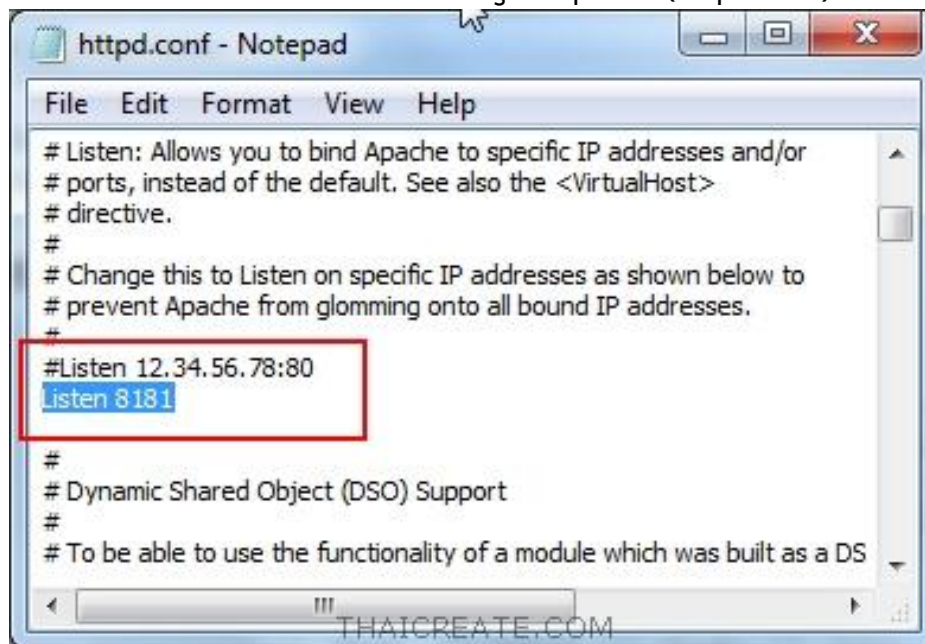 httpd.conf - Notepad
File Edit Format View Help
# Listen: Allows you to bind Apache to specific IP addresses and/or
# ports, instead of the default. See also the <VirtualHost>
# directive.
#
# Change this to Listen on specific IP addresses as shown below to
# prevent Apache from glomming onto all bound IP addresses.
#
#Listen 12.34.56.78:80
Listen 8181
#
# Dynamic Shared Object (DSO) Support
#
# To be able to use the functionality of a module which was built as a DS
THAICREATE.COM